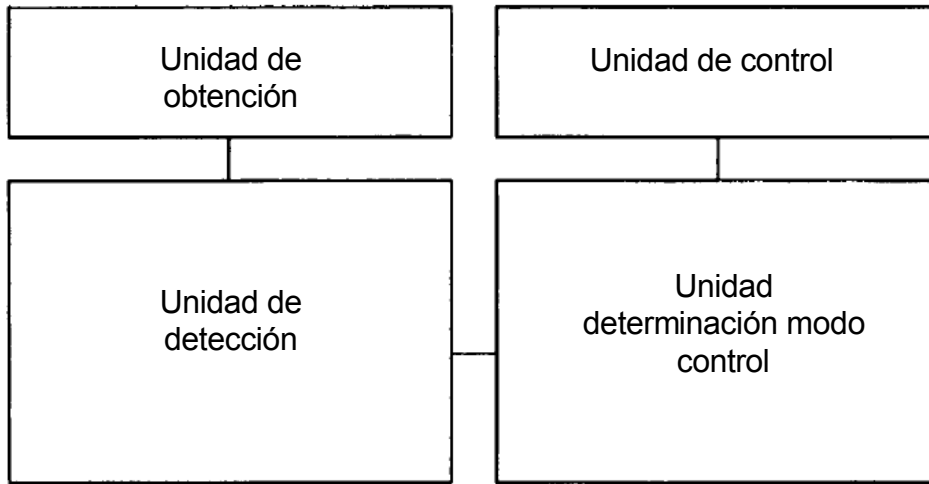 Unidad de
obtención
Unidad de control
Unidad de
detección
Unidad
determinación modo
control